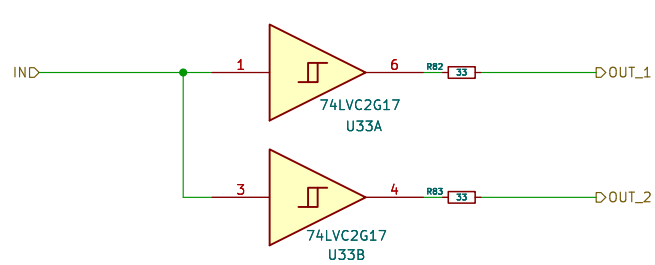 IN
1
6
R82
33
OUT_1
74LVC2G17
U33A
3
4
R83
33
OUT_2
74LVC2G17
U33B